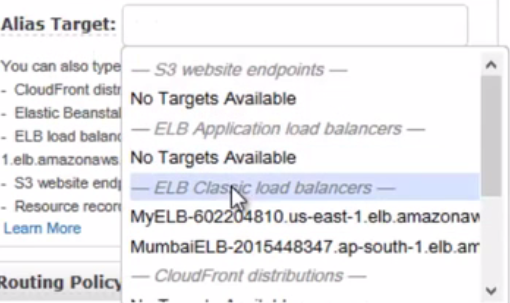 Alias Target:
— S3 website endpoints —
No Targets Available
— ELB Application load balancers —
No Targets Available
— ELB Classic load balancers —
MyELB-602204810.us-east-1.elb.amazonaw
MumbaiELB-2015448347.ap-south-1.elb.am
— CloudFront distributions —
No Targets Available
You can also type
- CloudFront distr
- Elastic Beanstal
- ELB load balanc
1.elb.amazonaws.
- S3 website endp
- Resource recor
Learn More
Routing Policy